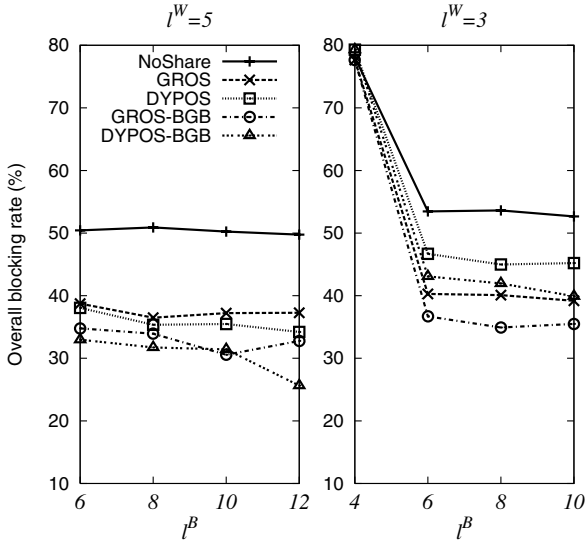 l^W=5
l^W=3
NoShare
GROS
DYPOS
GROS-BGB
DYPOS-BGB
Overall blocking rate (%)
80
70
60
50
40
30
20
10
6 8 10 12
l^B
80
70
60
50
40
30
20
10
4 6 8 10
l^B